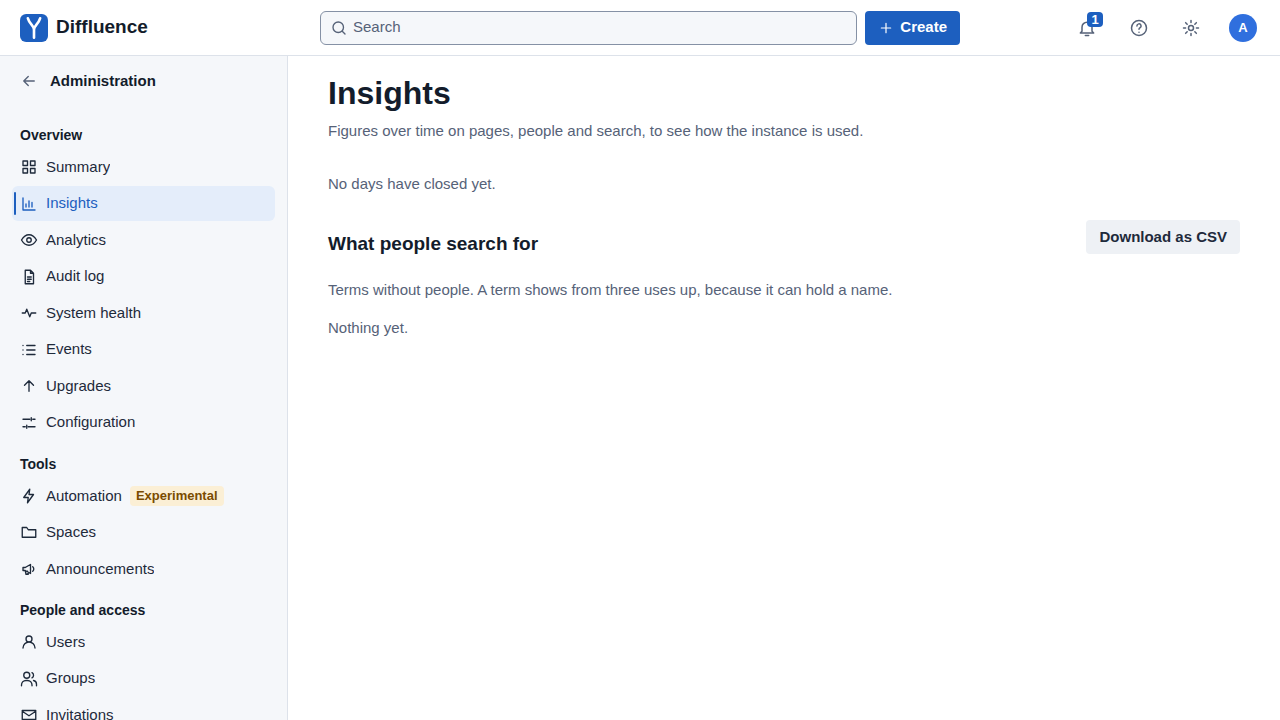 Diffluence
Search
Create
1
A
Administration
Overview
Summary
Insights
Analytics
Audit log
System health
Events
Upgrades
Configuration
Tools
Automation Experimental
Spaces
Announcements
People and access
Users
Groups
Invitations
Insights
Figures over time on pages, people and search, to see how the instance is used.
No days have closed yet.
What people search for
Download as CSV
Terms without people. A term shows from three uses up, because it can hold a name.
Nothing yet.